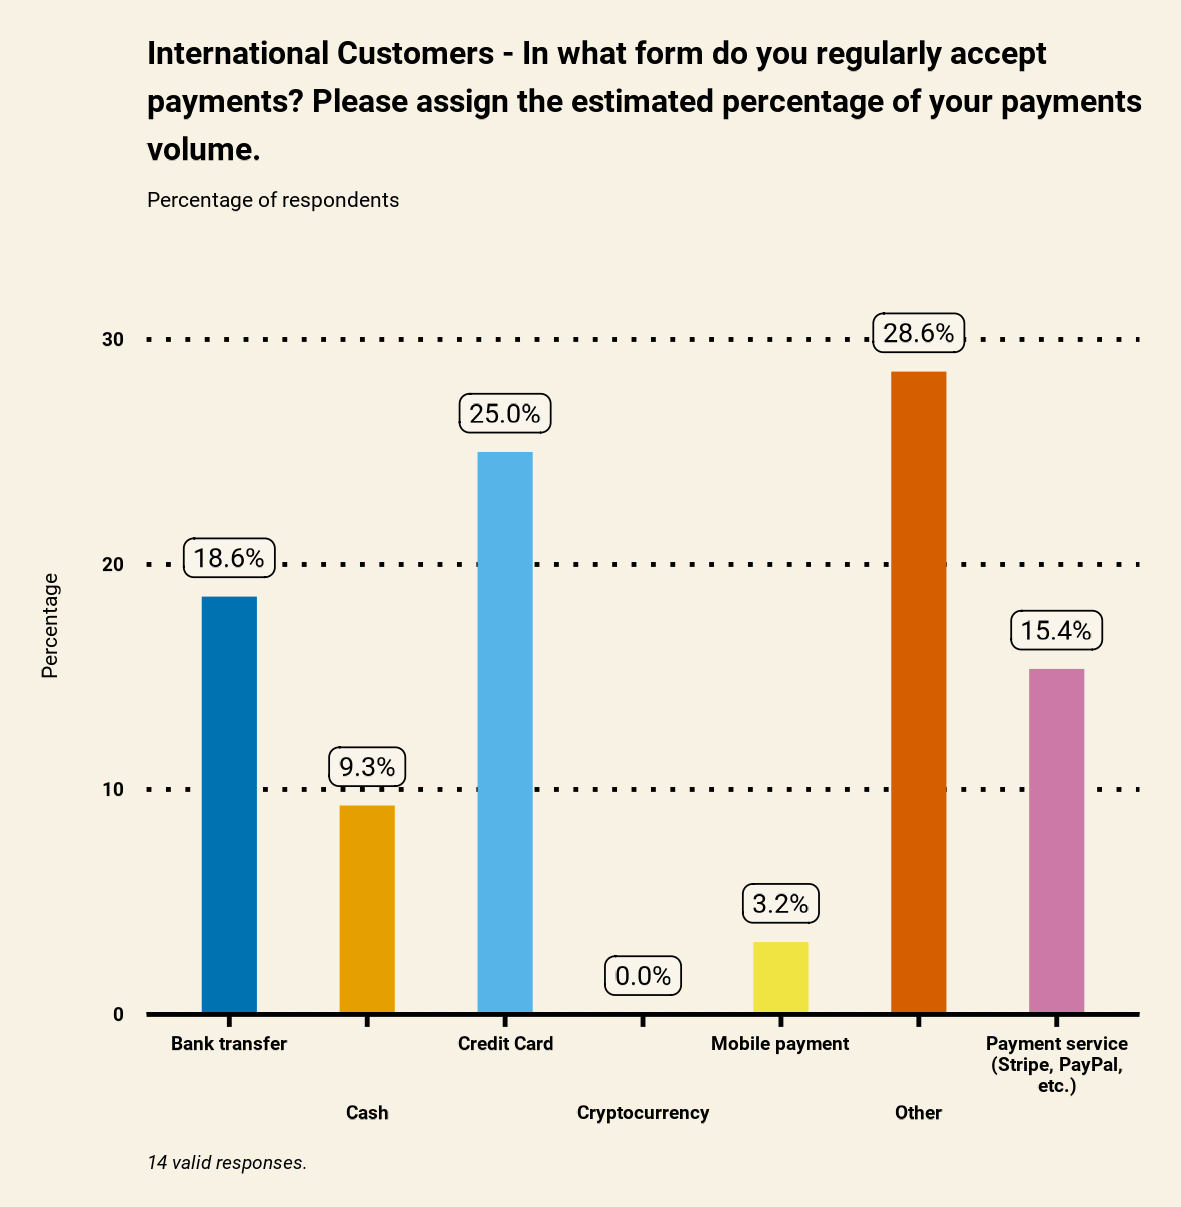 International Customers - In what form do you regularly accept
payments? Please assign the estimated percentage of your payments
volume.
Percentage of respondents
30
28.6%
25.0%
20
18.6%
Percentage
15.4%
10
9.3%
3.2%
0.0%
0
Bank transfer
Credit Card
Mobile payment
Payment service
(Stripe, PayPal,
etc.)
Cash
Cryptocurrency
Other
14 valid responses.